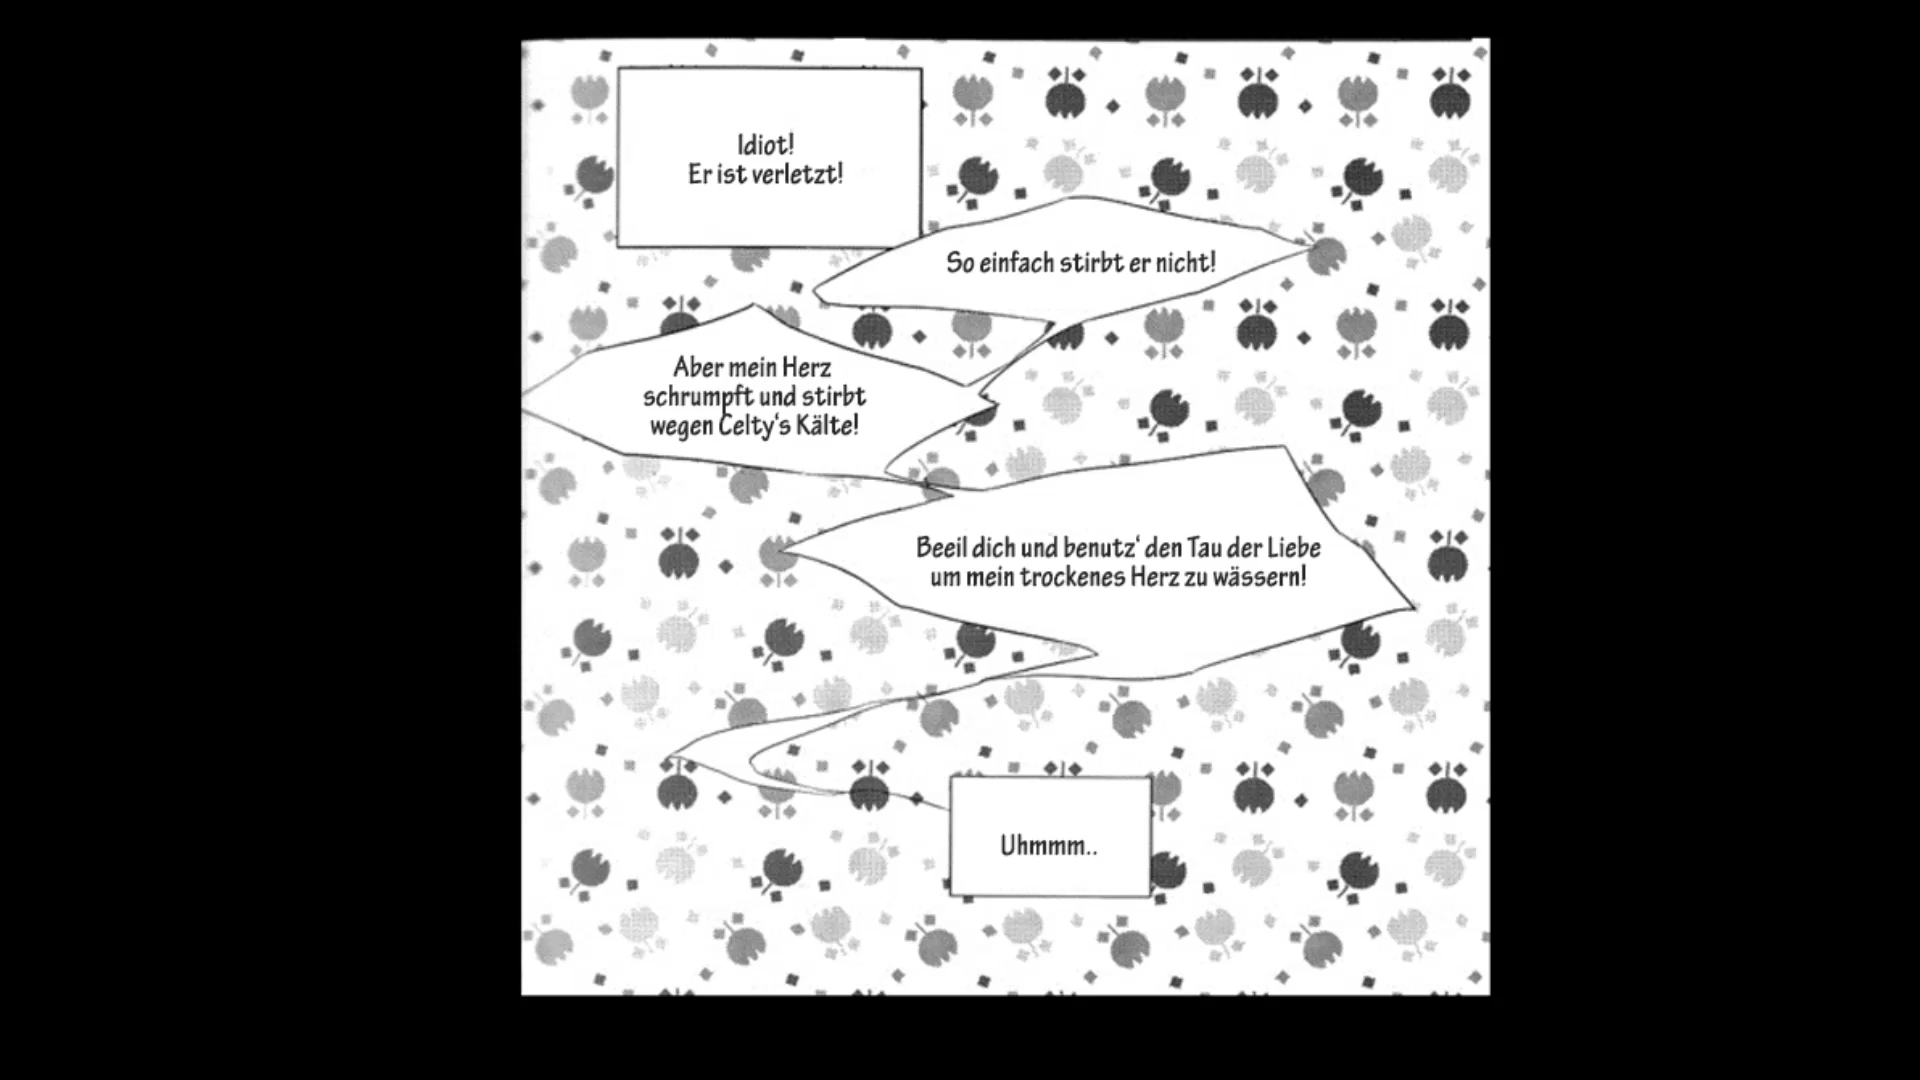 Idiot!
Er ist verletzt!
So einfach stirbt er nicht!
Aber mein Herz
schrumpft und stirbt
wegen Celty's Kälte!
Beeil dich und benutz' den Tau der Liebe
um mein trockenes Herz zu wässern!
Uhmmm..